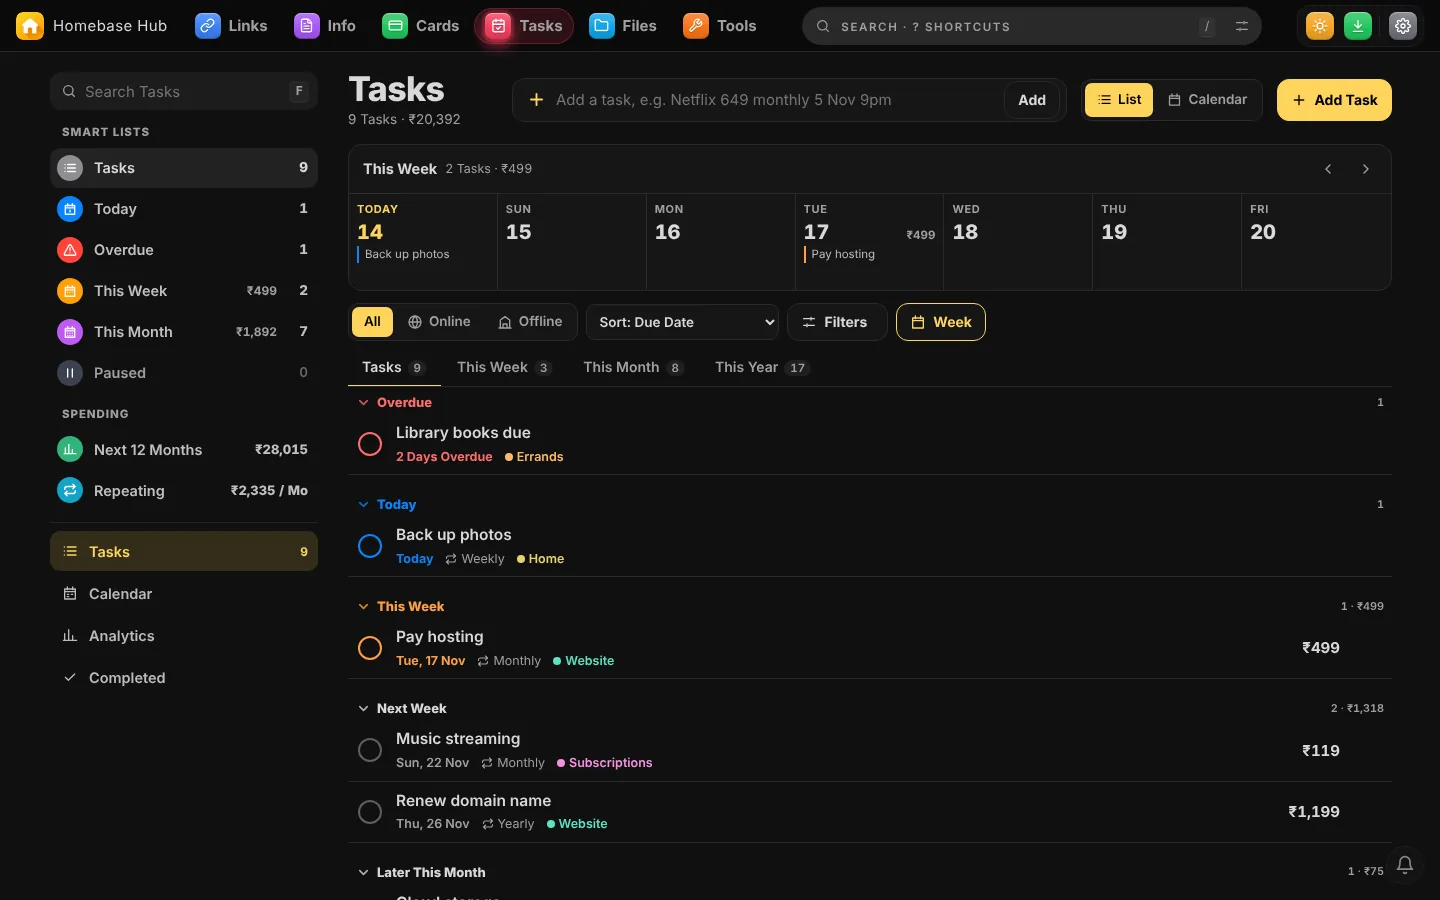 Homebase Hub
Links
Info
Cards
Tasks
Files
Tools
SEARCH · ? SHORTCUTS
/
Search Tasks
F
SMART LISTS
Tasks 9
Today 1
Overdue 1
This Week ₹499 2
This Month ₹1,892 7
Paused 0
SPENDING
Next 12 Months ₹28,015
Repeating ₹2,335 / Mo
Tasks 9
Calendar
Analytics
Completed
Tasks
9 Tasks · ₹20,392
Add a task, e.g. Netflix 649 monthly 5 Nov 9pm
Add
List
Calendar
Add Task
This Week 2 Tasks · ₹499
TODAY
14
Back up photos
SUN
15
MON
16
TUE
17 ₹499
Pay hosting
WED
18
THU
19
FRI
20
All
Online
Offline
Sort: Due Date
Filters
Week
Tasks 9
This Week 3
This Month 8
This Year 17
Overdue 1
Library books due
2 Days Overdue Errands
Today 1
Back up photos
Today Weekly Home
This Week 1 · ₹499
Pay hosting ₹499
Tue, 17 Nov Monthly Website
Next Week 2 · ₹1,318
Music streaming ₹119
Sun, 22 Nov Monthly Subscriptions
Renew domain name ₹1,199
Thu, 26 Nov Yearly Website
Later This Month 1 · ₹75